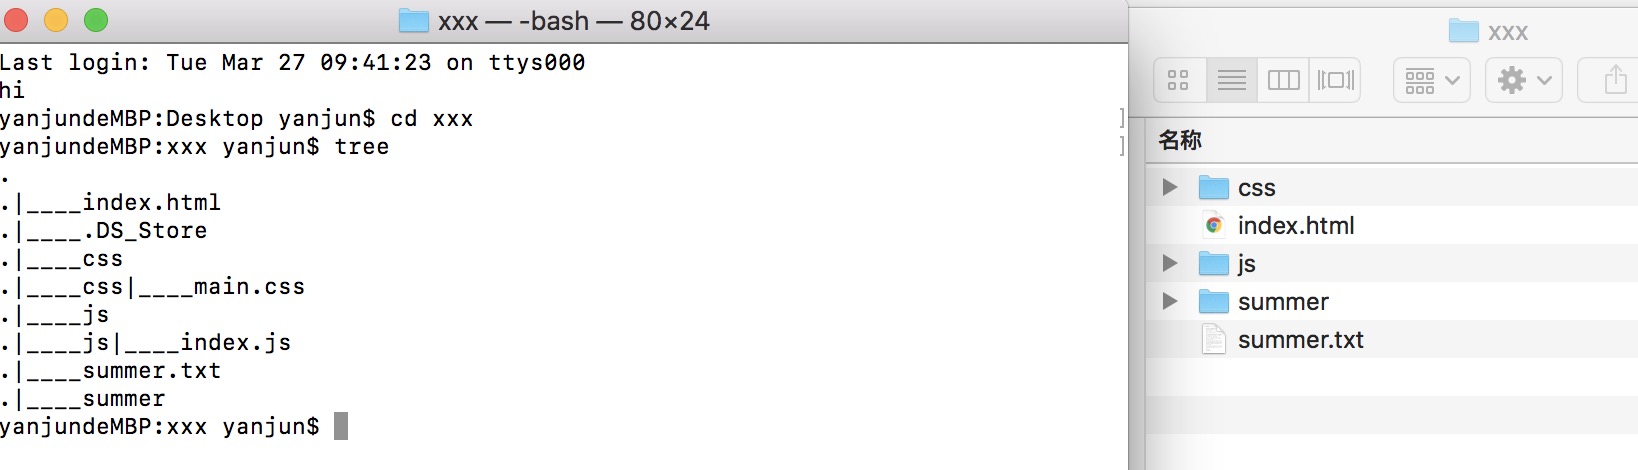 xxx — -bash — 80×24
Last login: Tue Mar 27 09:41:23 on ttys000
hi
yanjundeMBP:Desktop yanjun$ cd xxx
yanjundeMBP:xxx yanjun$ tree
.
.|____index.html
.|____.DS_Store
.|____css
.|____css|____main.css
.|____js
.|____js|____index.js
.|____summer.txt
.|____summer
yanjundeMBP:xxx yanjun$
xxx
名称
css
index.html
js
summer
summer.txt